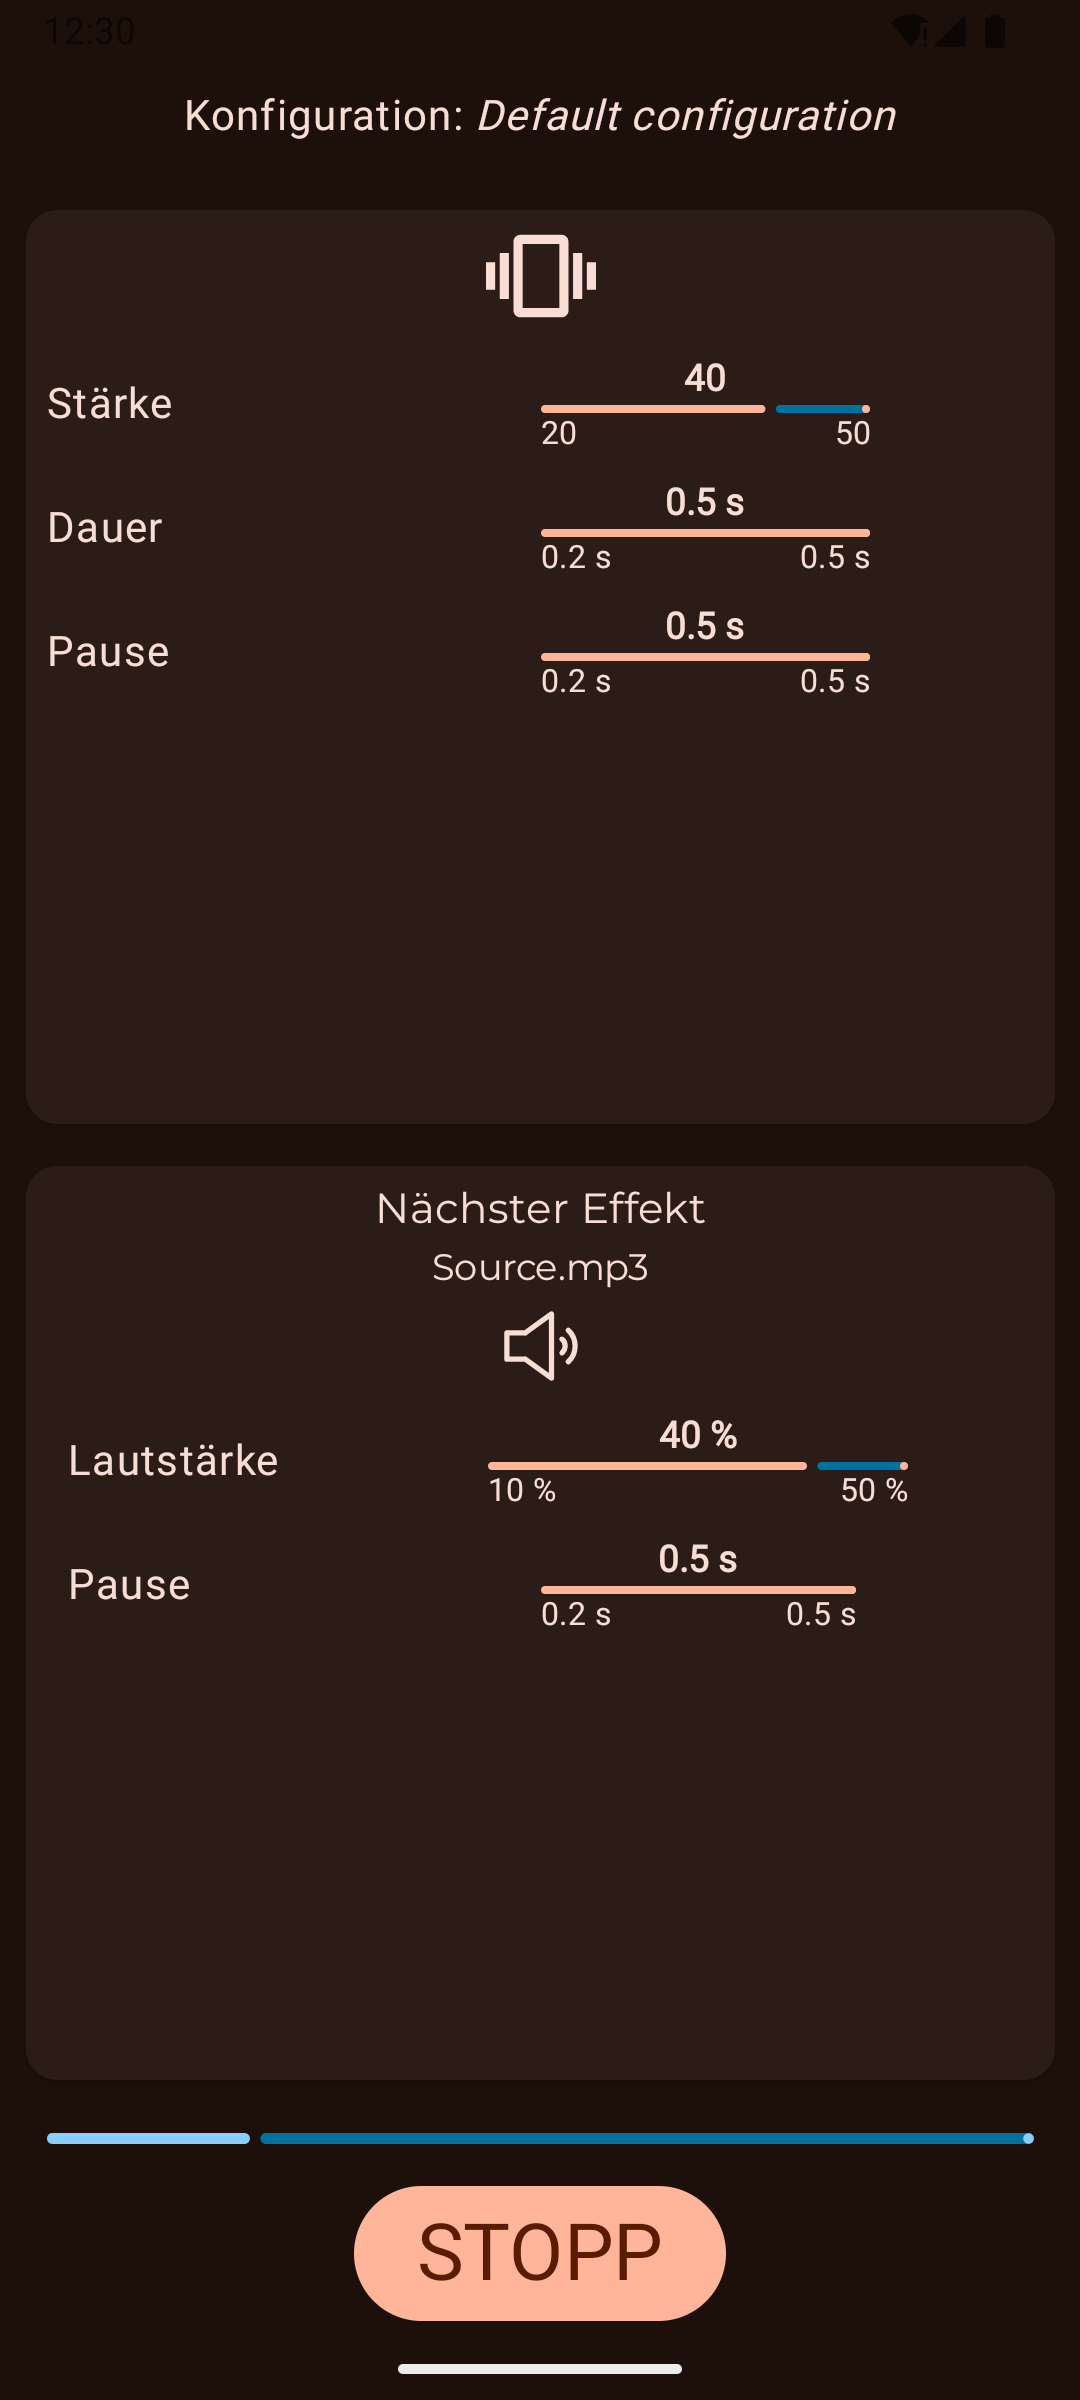 12:30
Konfiguration: Default configuration
Stärke
40
20 50
Dauer
0.5 s
0.2 s 0.5 s
Pause
0.5 s
0.2 s 0.5 s
Nächster Effekt
Source.mp3
Lautstärke
40 %
10 % 50 %
Pause
0.5 s
0.2 s 0.5 s
STOPP